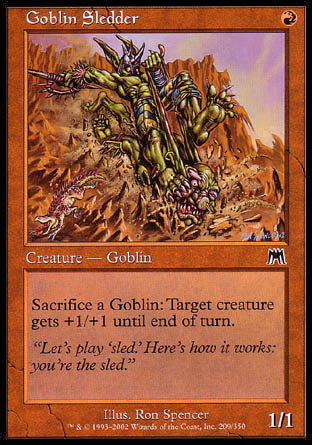 Goblin Sledder
Creature — Goblin
Sacrifice a Goblin: Target creature
gets +1/+1 until end of turn.
“Let’s play ‘sled.’ Here’s how it works:
you’re the sled.”
Illus. Ron Spencer
™ & © 1993–2002 Wizards of the Coast, Inc. 209/350
1/1